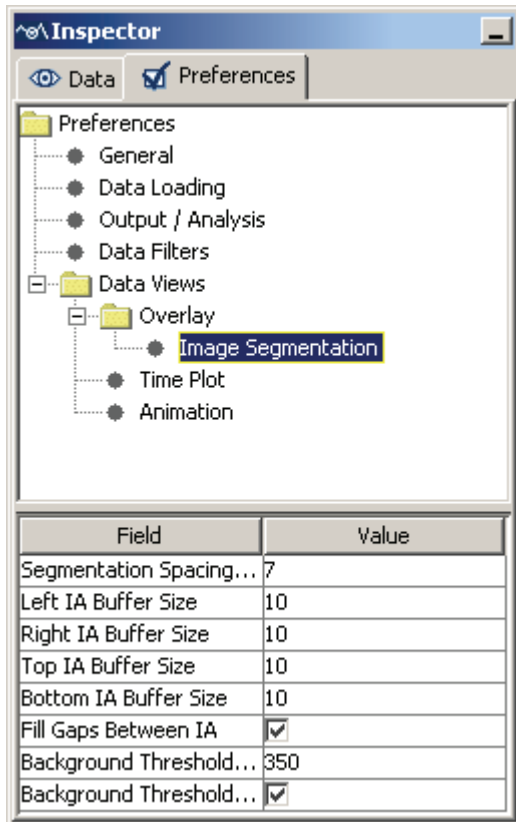 Inspector
Data Preferences
Preferences
General
Data Loading
Output / Analysis
Data Filters
Data Views
Overlay
Image Segmentation
Time Plot
Animation
Field Value
Segmentation Spacing... 7
Left IA Buffer Size 10
Right IA Buffer Size 10
Top IA Buffer Size 10
Bottom IA Buffer Size 10
Fill Gaps Between IA
Background Threshold... 350
Background Threshold...